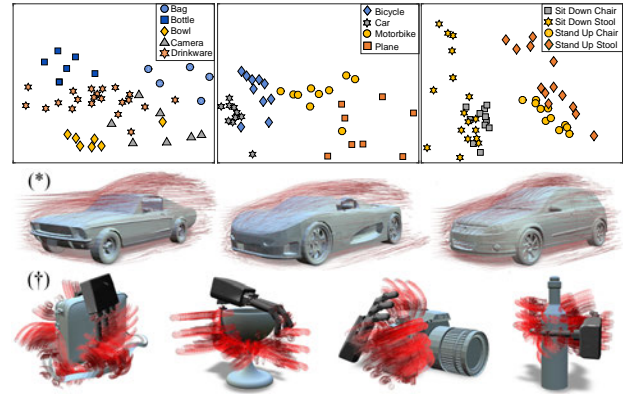 Bag
Bottle
Bowl
Camera
Drinkware
Bicycle
Car
Motorbike
Plane
Sit Down Chair
Sit Down Stool
Stand Up Chair
Stand Up Stool
(*)
(†)